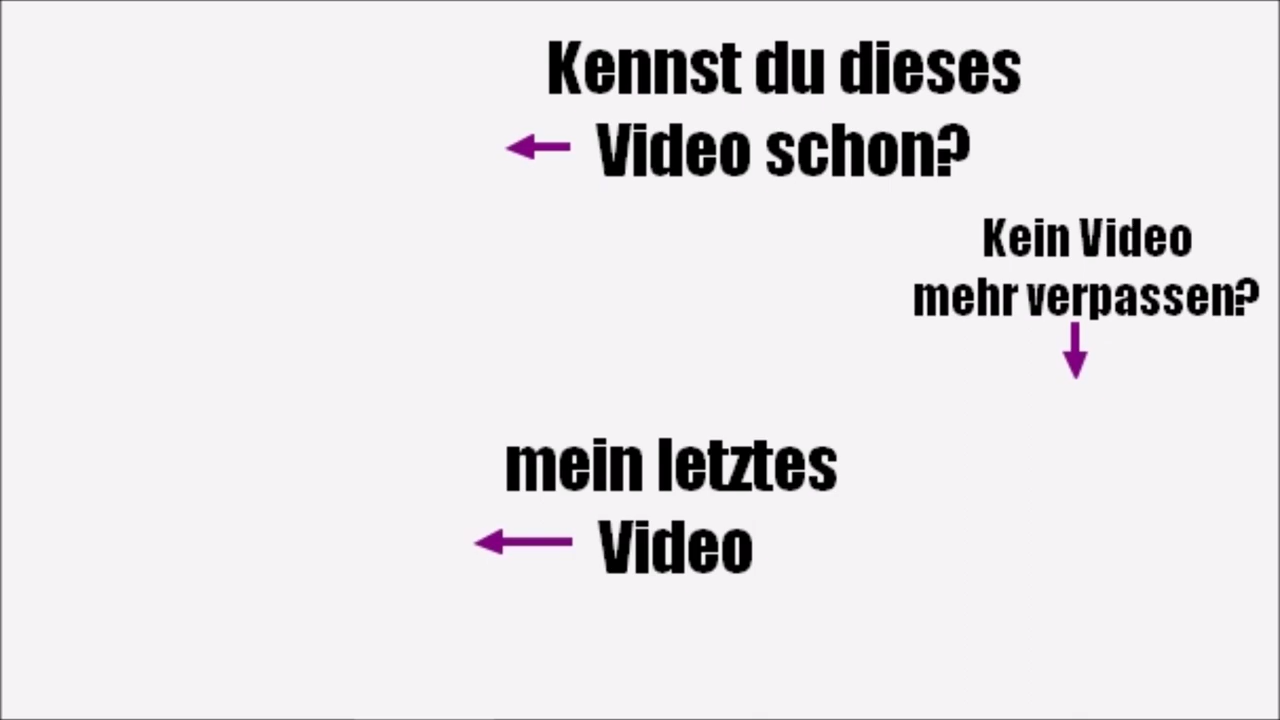 Kennst du dieses
Video schon?
Kein Video
mehr verpassen?
mein letztes
Video